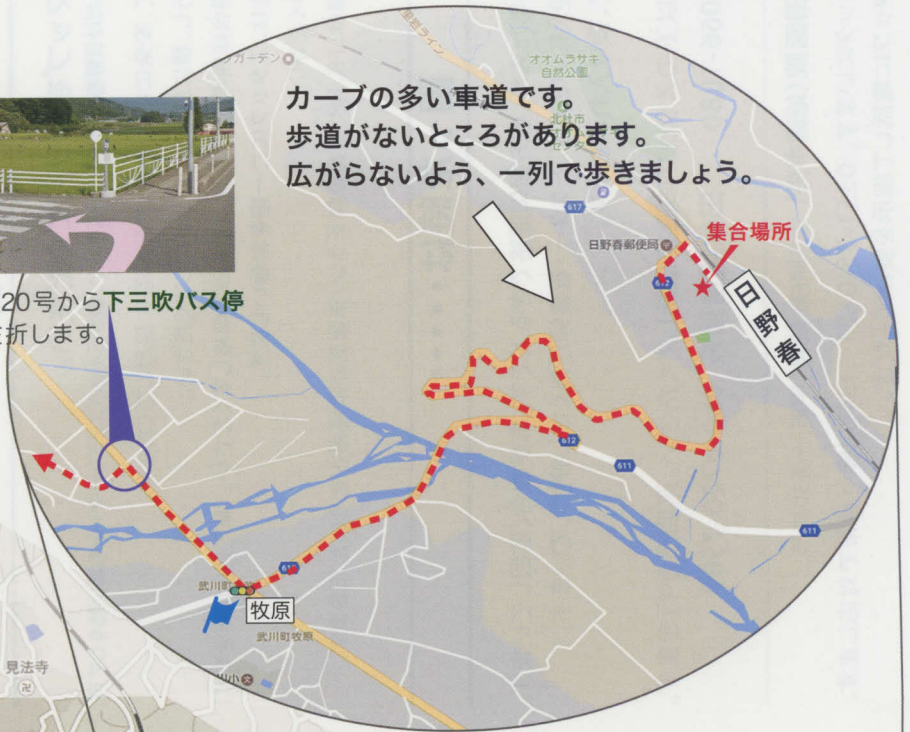 カーブの多い車道です。
歩道がないところがあります。
広がらないよう、一列で歩きましょう。
オオムラサキ
自然公園
北杜市
617
日野春郵便局
集合場所
612
日野春
20号から下三吹バス停
折します。
612
611
611
武川町
牧原
武川町牧原
見法寺
卍
小
文